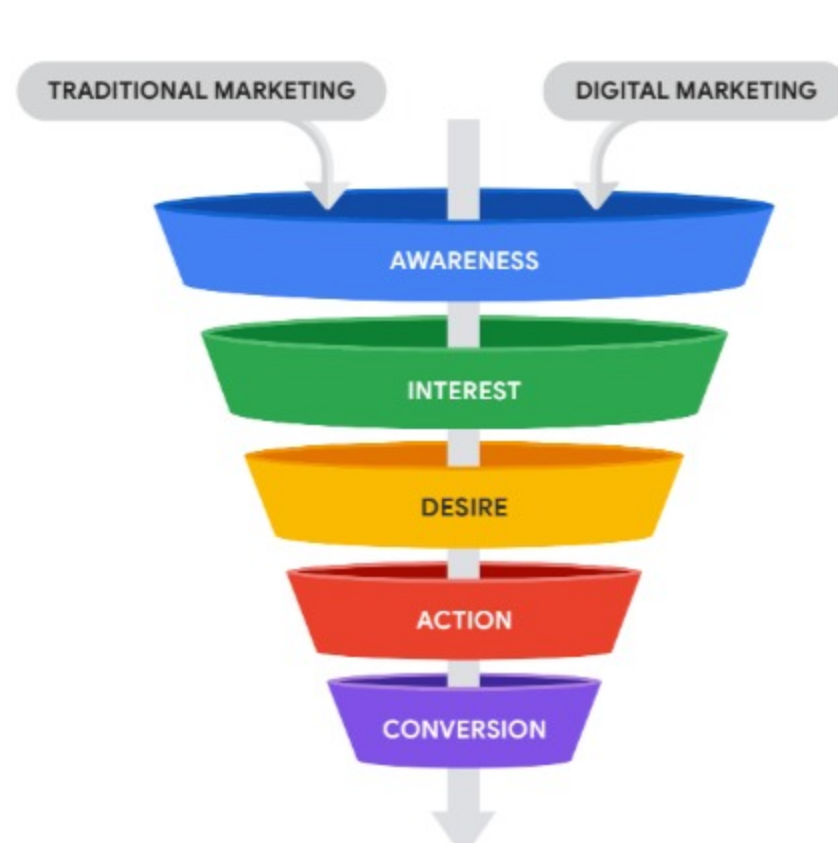 TRADITIONAL MARKETING
DIGITAL MARKETING
AWARENESS
INTEREST
DESIRE
ACTION
CONVERSION